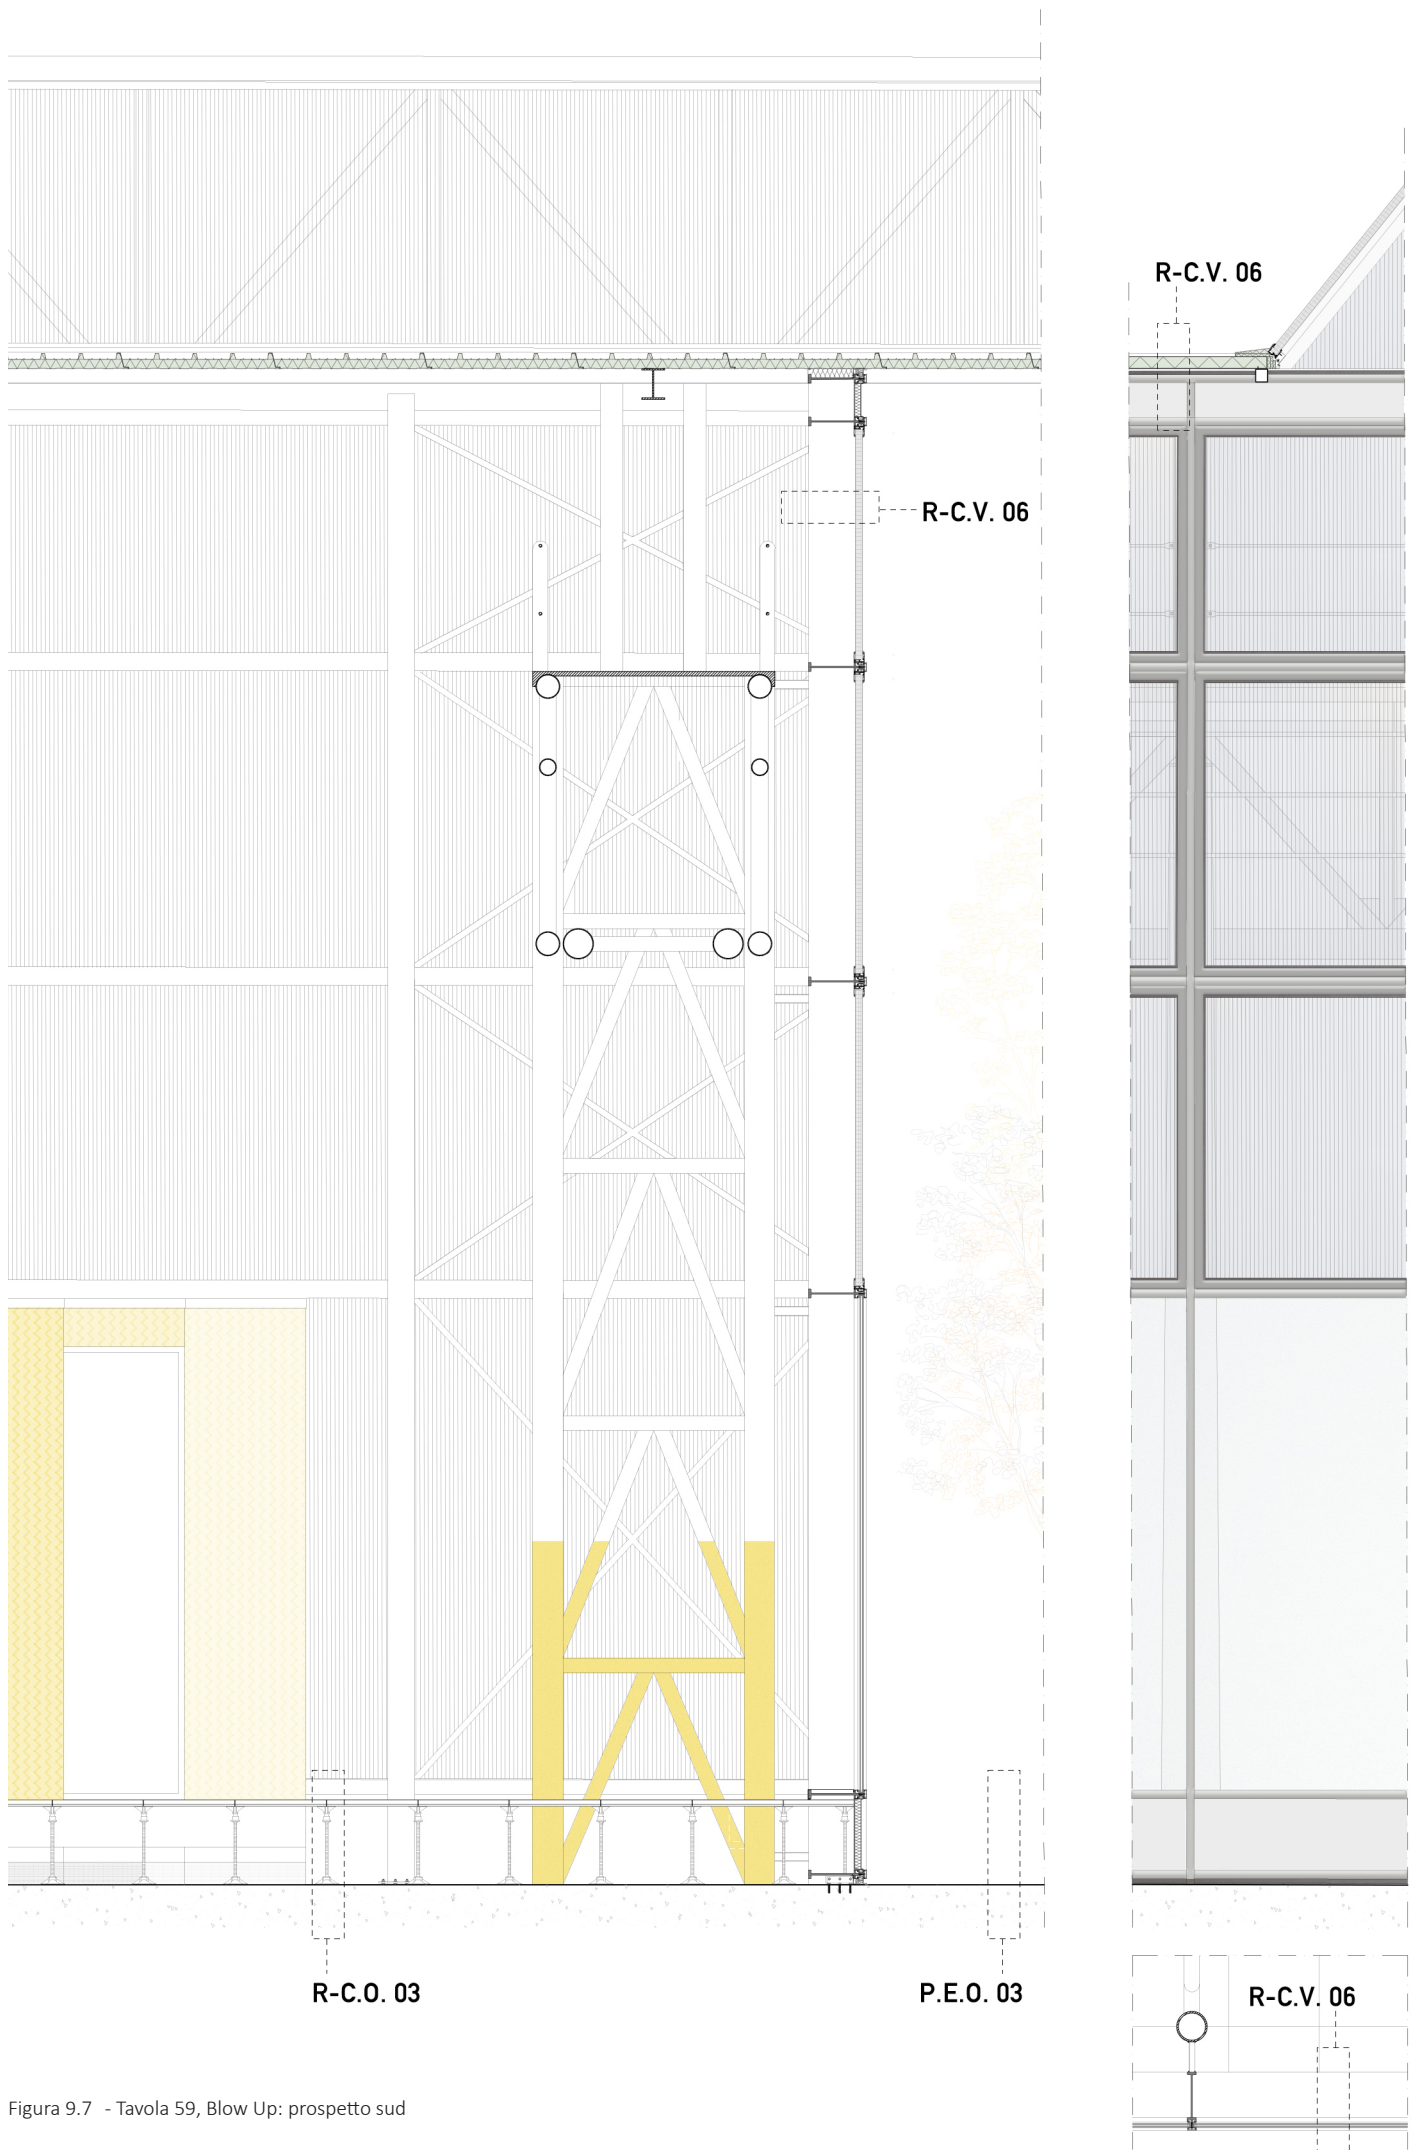 R-C.V. 06
R-C.V. 06
R-C.O. 03
P.E.O. 03
R-C.V. 06
Figura 9.7 - Tavola 59, Blow Up: prospetto sud